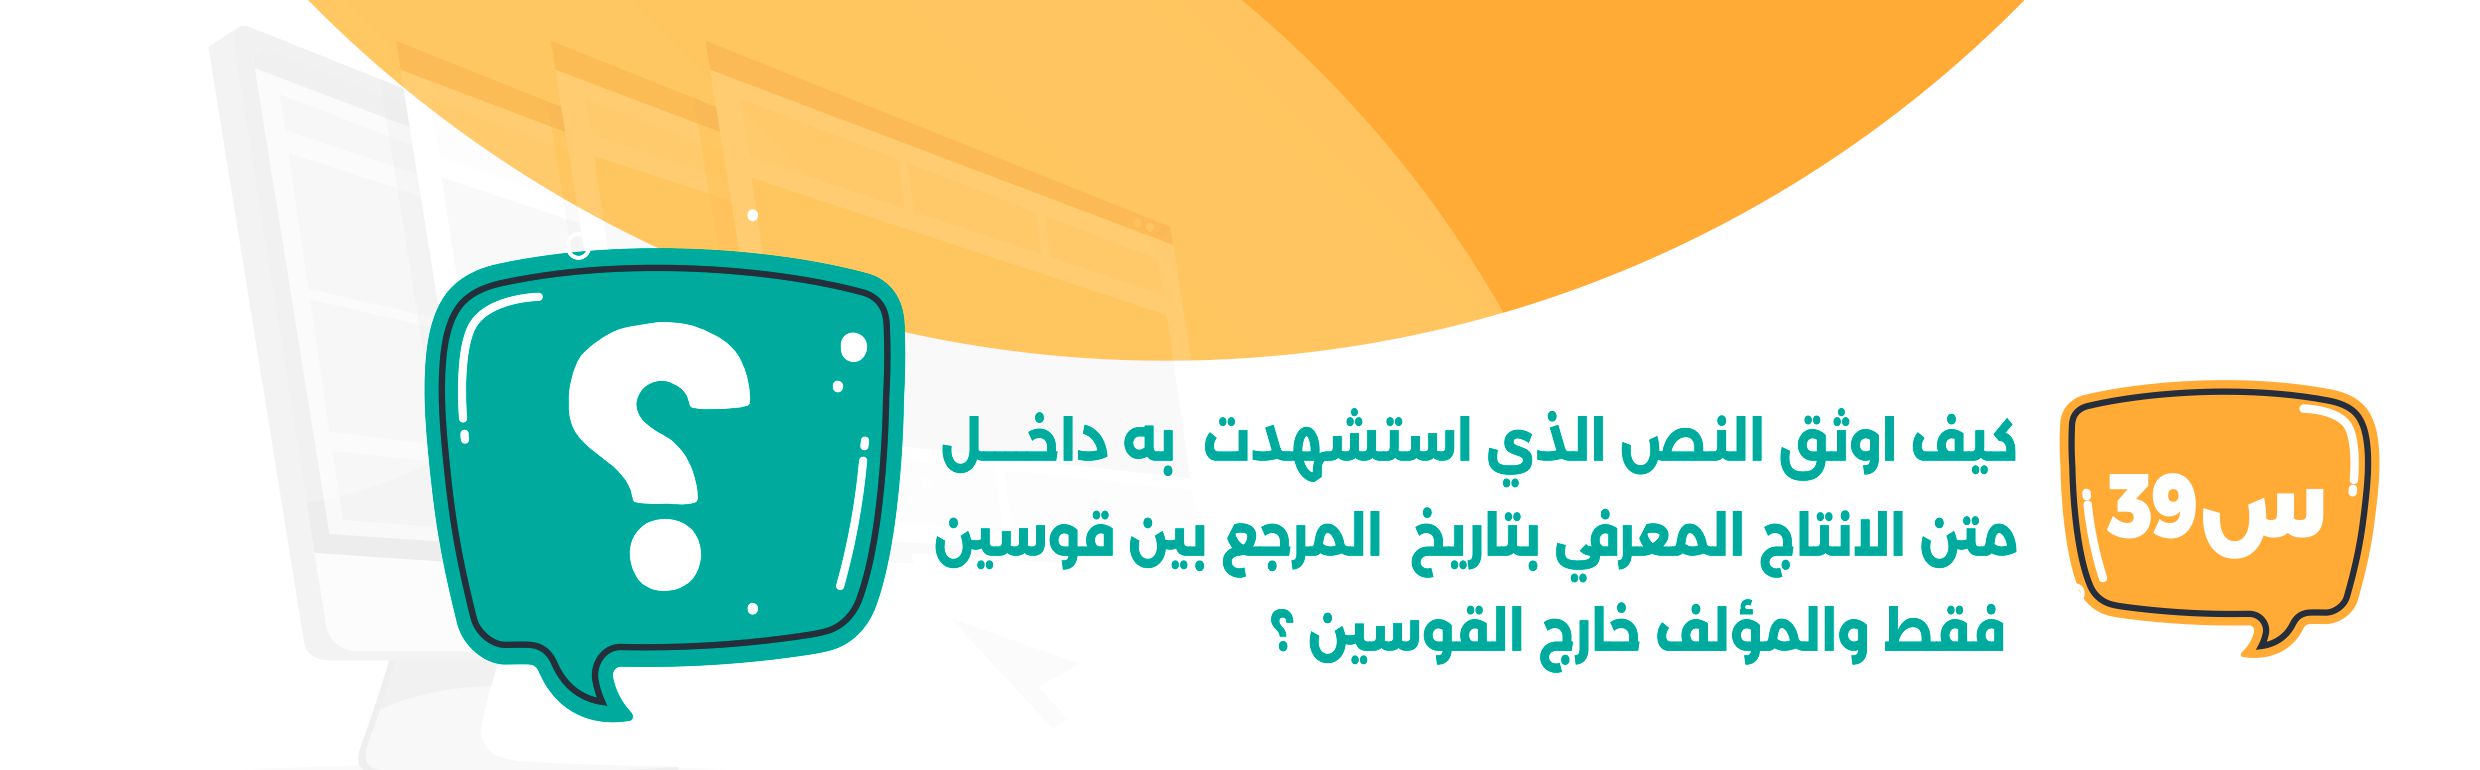 س39
كيف اوثق النص الذي استشهدت به داخـــل
متن الانتاج المعرفي بتاريخ المرجع بين قوسين
فقط والمؤلف خارج القوسين ؟
؟